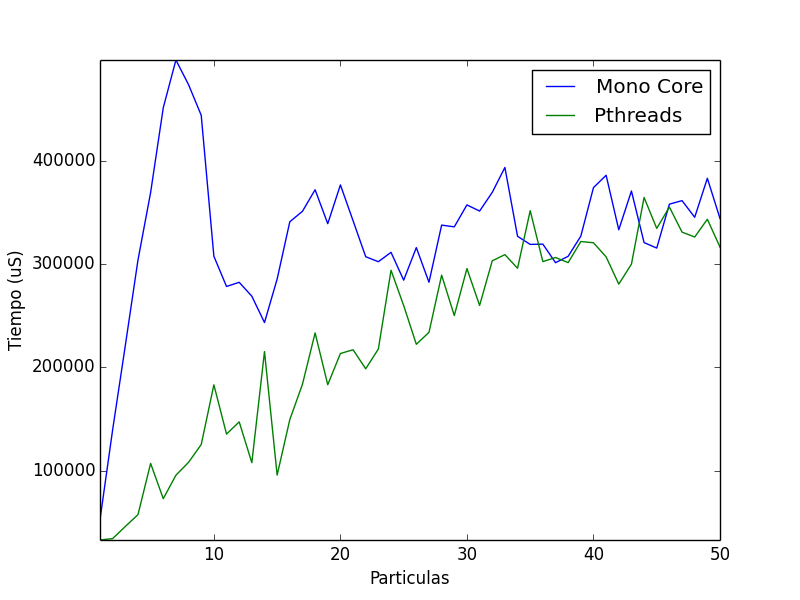 Mono Core
Pthreads
400000
300000
200000
100000
Tiempo (uS)
10 20 30 40 50
Particulas